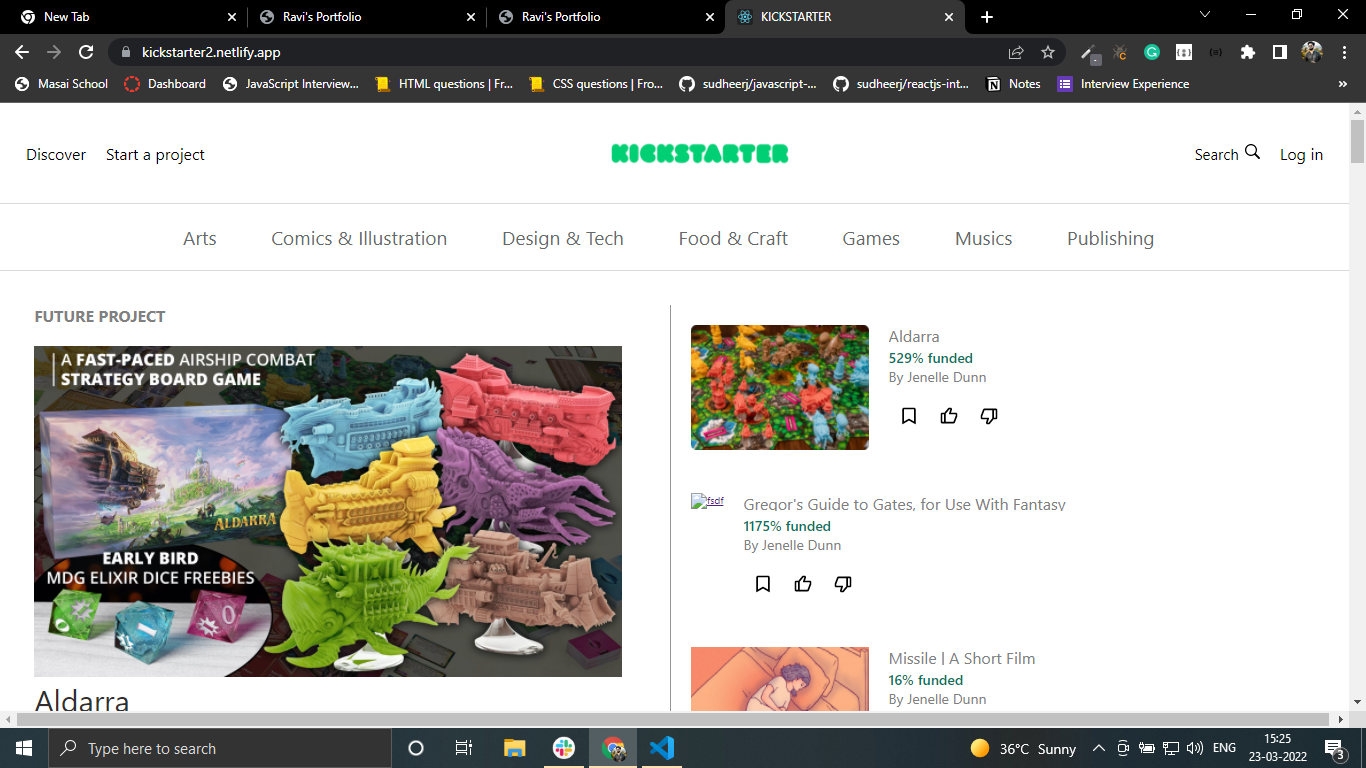 New Tab
Ravi's Portfolio
Ravi's Portfolio
KICKSTARTER
kickstarter2.netlify.app
Masai School
Dashboard
JavaScript Interview...
HTML questions | Fr...
CSS questions | Fro...
sudheerj/javascript-...
sudheerj/reactjs-int...
Notes
Interview Experience
»
Discover
Start a project
KICKSTARTER
Search
Log in
Arts
Comics & Illustration
Design & Tech
Food & Craft
Games
Musics
Publishing
FUTURE PROJECT
A FAST-PACED AIRSHIP COMBAT
STRATEGY BOARD GAME
ALDARRA
EARLY BIRD
MDG ELIXIR DICE FREEBIES
Aldarra
Aldarra
529% funded
By Jenelle Dunn
fsdf
Gregor's Guide to Gates, for Use With Fantasy
1175% funded
By Jenelle Dunn
Missile | A Short Film
16% funded
By Jenelle Dunn
Type here to search
36°C Sunny
ENG
15:25
23-03-2022
3